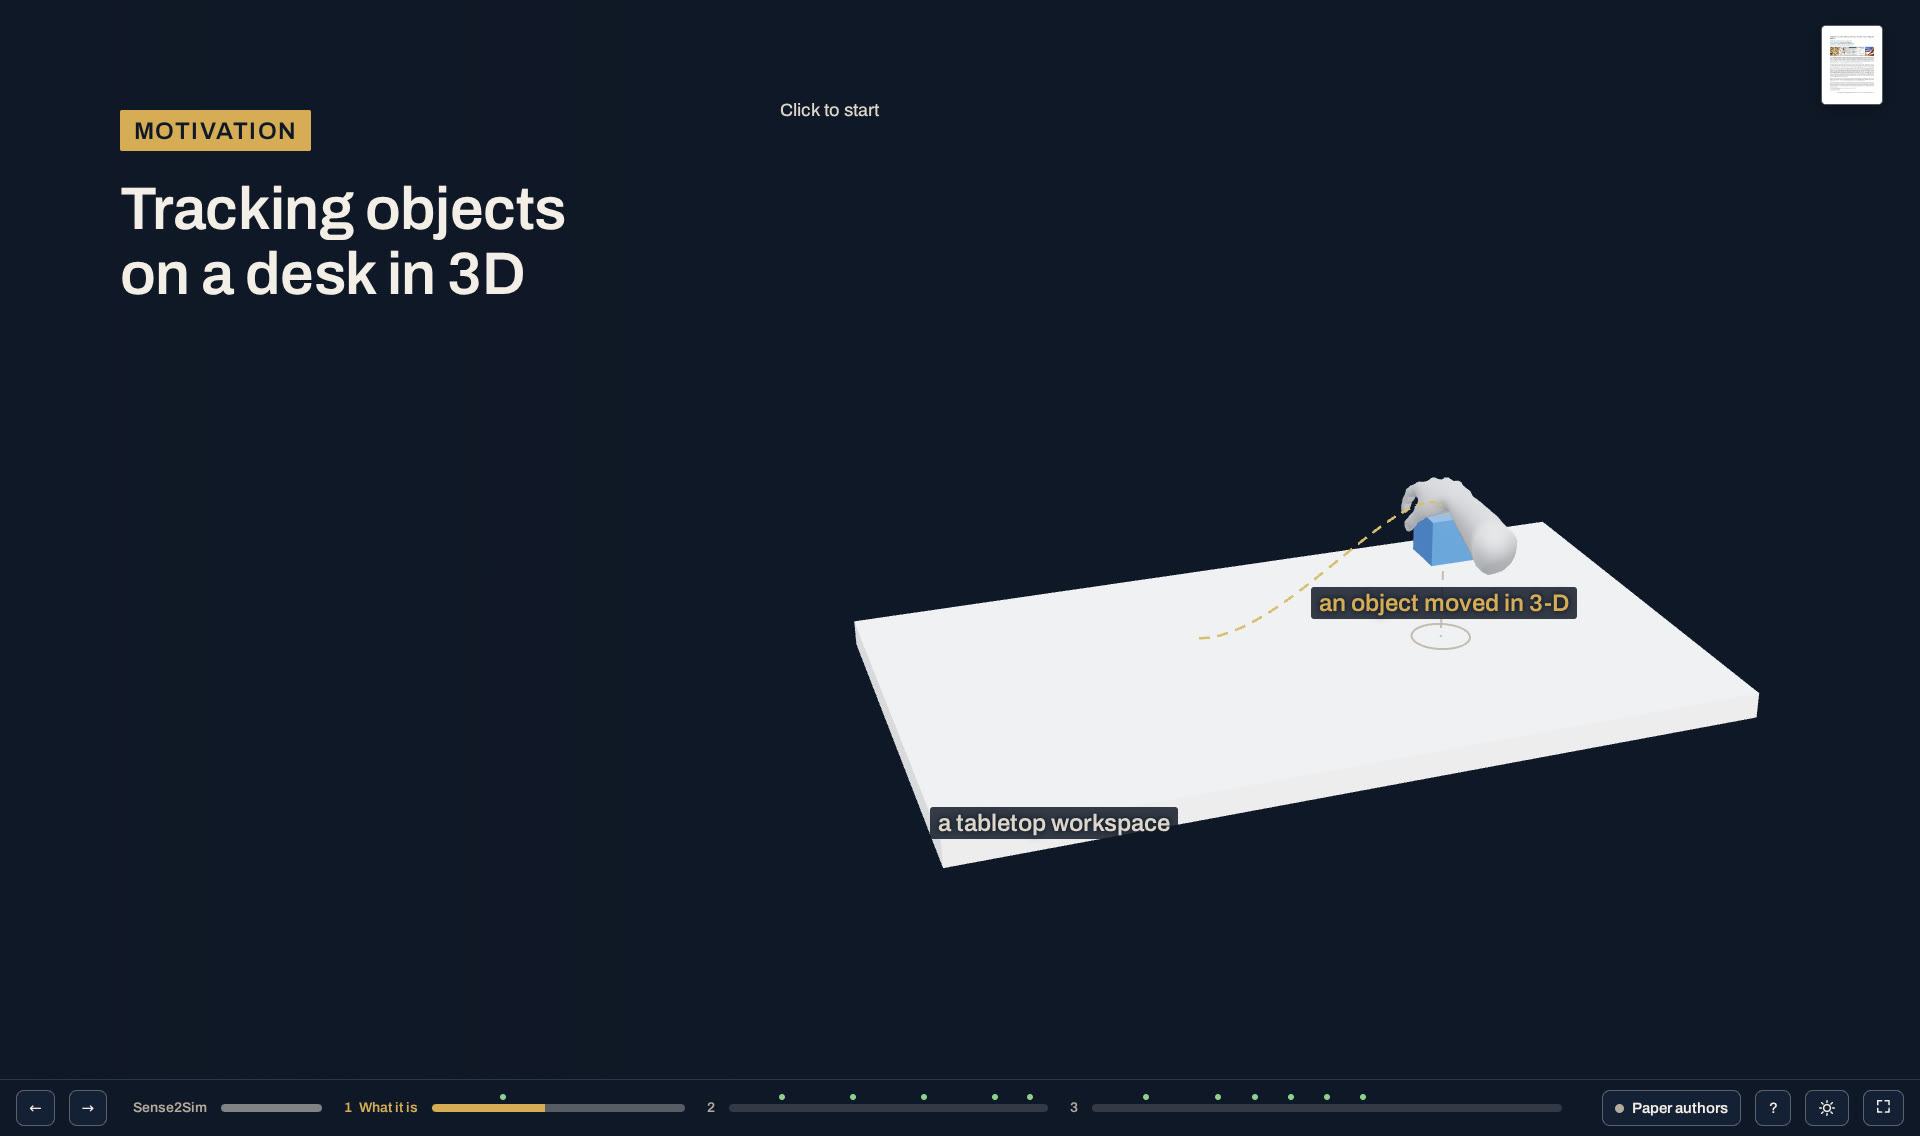 MOTIVATION
Click to start
Tracking objects
on a desk in 3D
an object moved in 3-D
a tabletop workspace
←
→
Sense2Sim
1 What it is
2
3
Paper authors
?